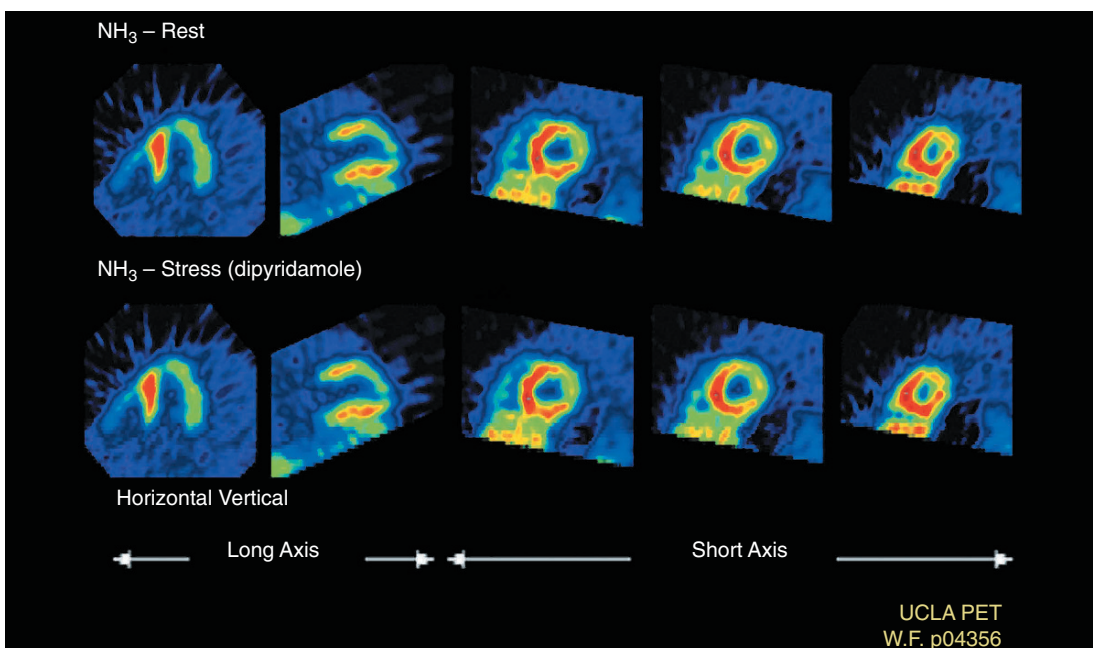 NH₃ – Rest
NH₃ – Stress (dipyridamole)
Horizontal Vertical
Long Axis
Short Axis
UCLA PET
W.F. p04356